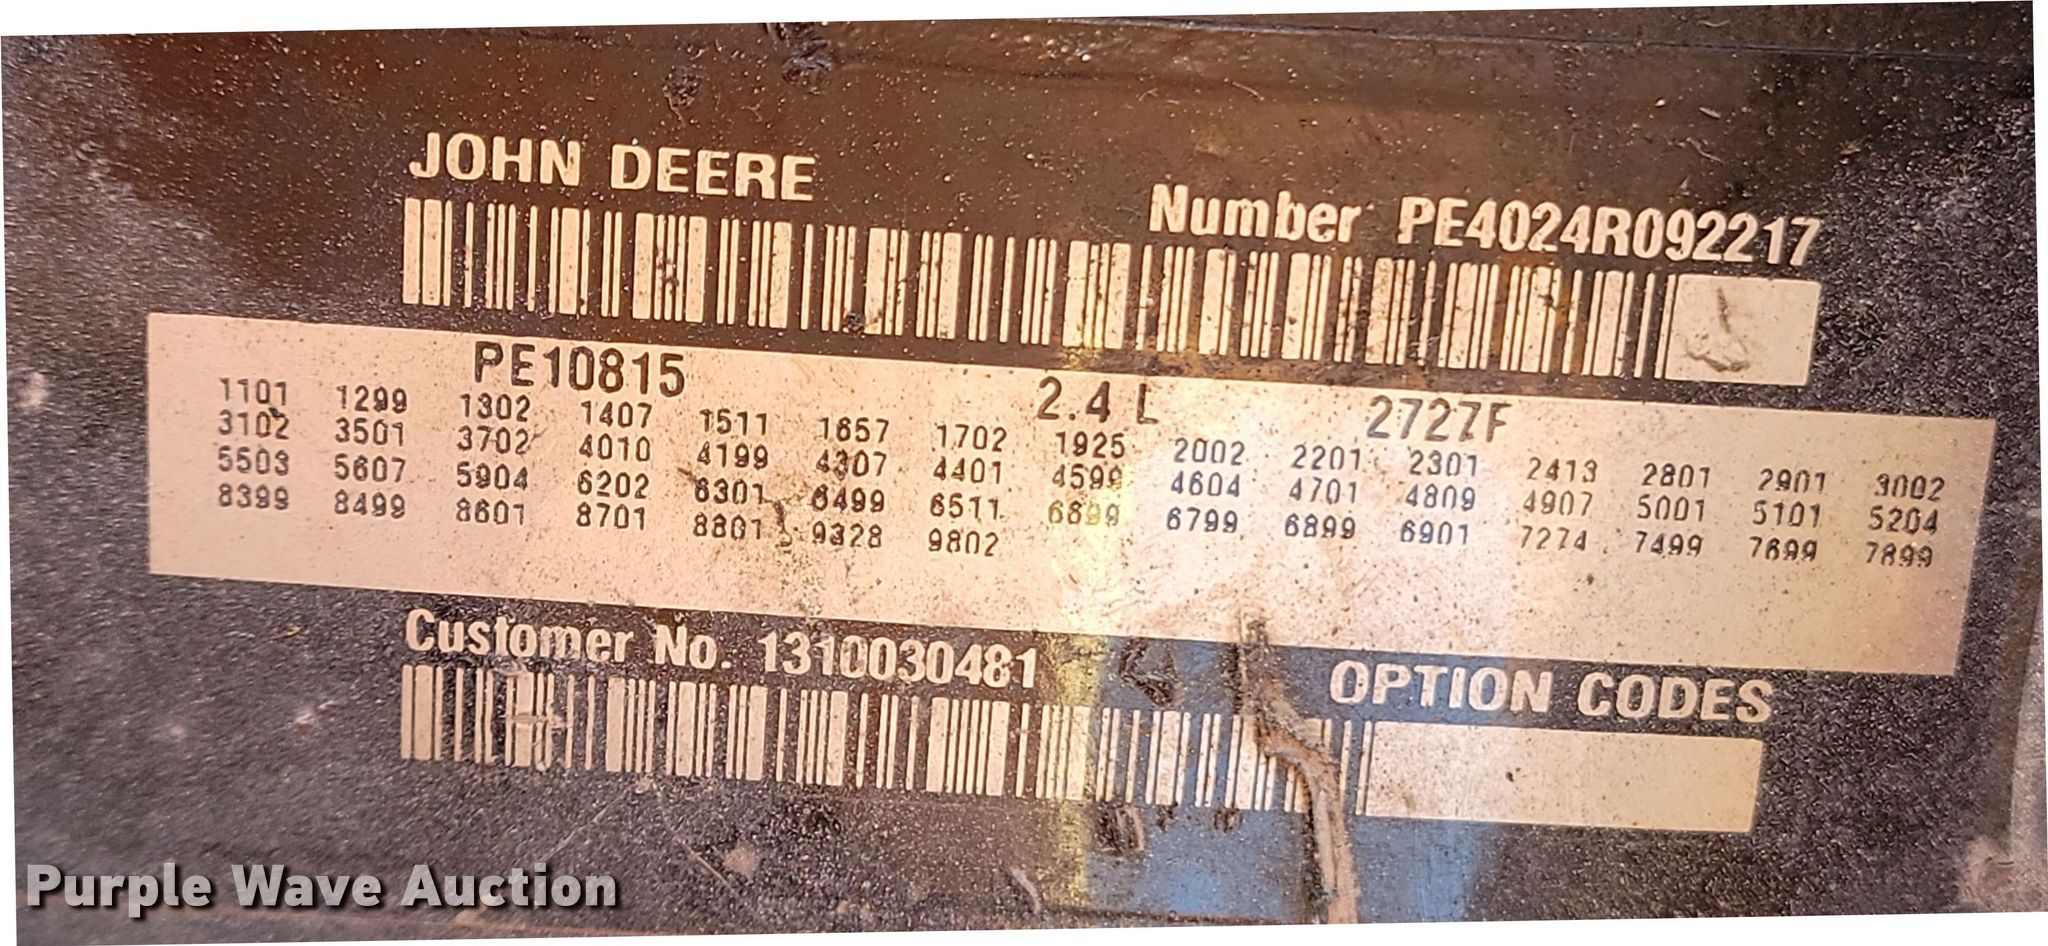 JOHN DEERE
Number PE4024R092217
PE10815 2.4 L 2727F
1101 1299 1302 1407 1511 1657 1702 1925 2002 2201 2301 2413 2801 2901 3002
3102 3501 3702 4010 4199 4307 4401 4599 4604 4701 4809 4907 5001 5101 5204
5503 5607 5904 6202 6301 6499 6511 6699 6799 6899 6901 7274 7499 7699 7899
8399 8499 8601 8701 8801 9328 9802
Customer No. 1310030481
OPTION CODES
Purple Wave Auction